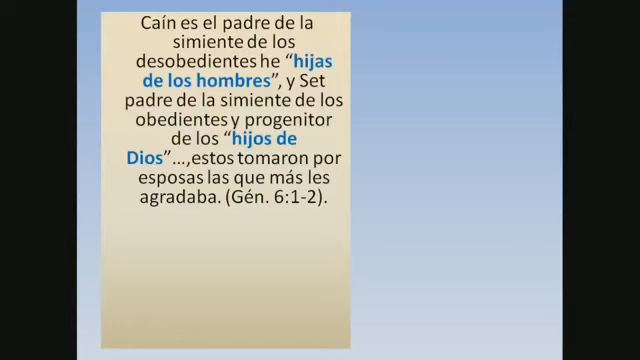 Caín es el padre de la
simiente de los
desobedientes he “hijas
de los hombres”, y Set
padre de la simiente de los
obedientes y progenitor
de los “hijos de
Dios”…,estos tomaron por
esposas las que más les
agradaba. (Gén. 6:1-2).